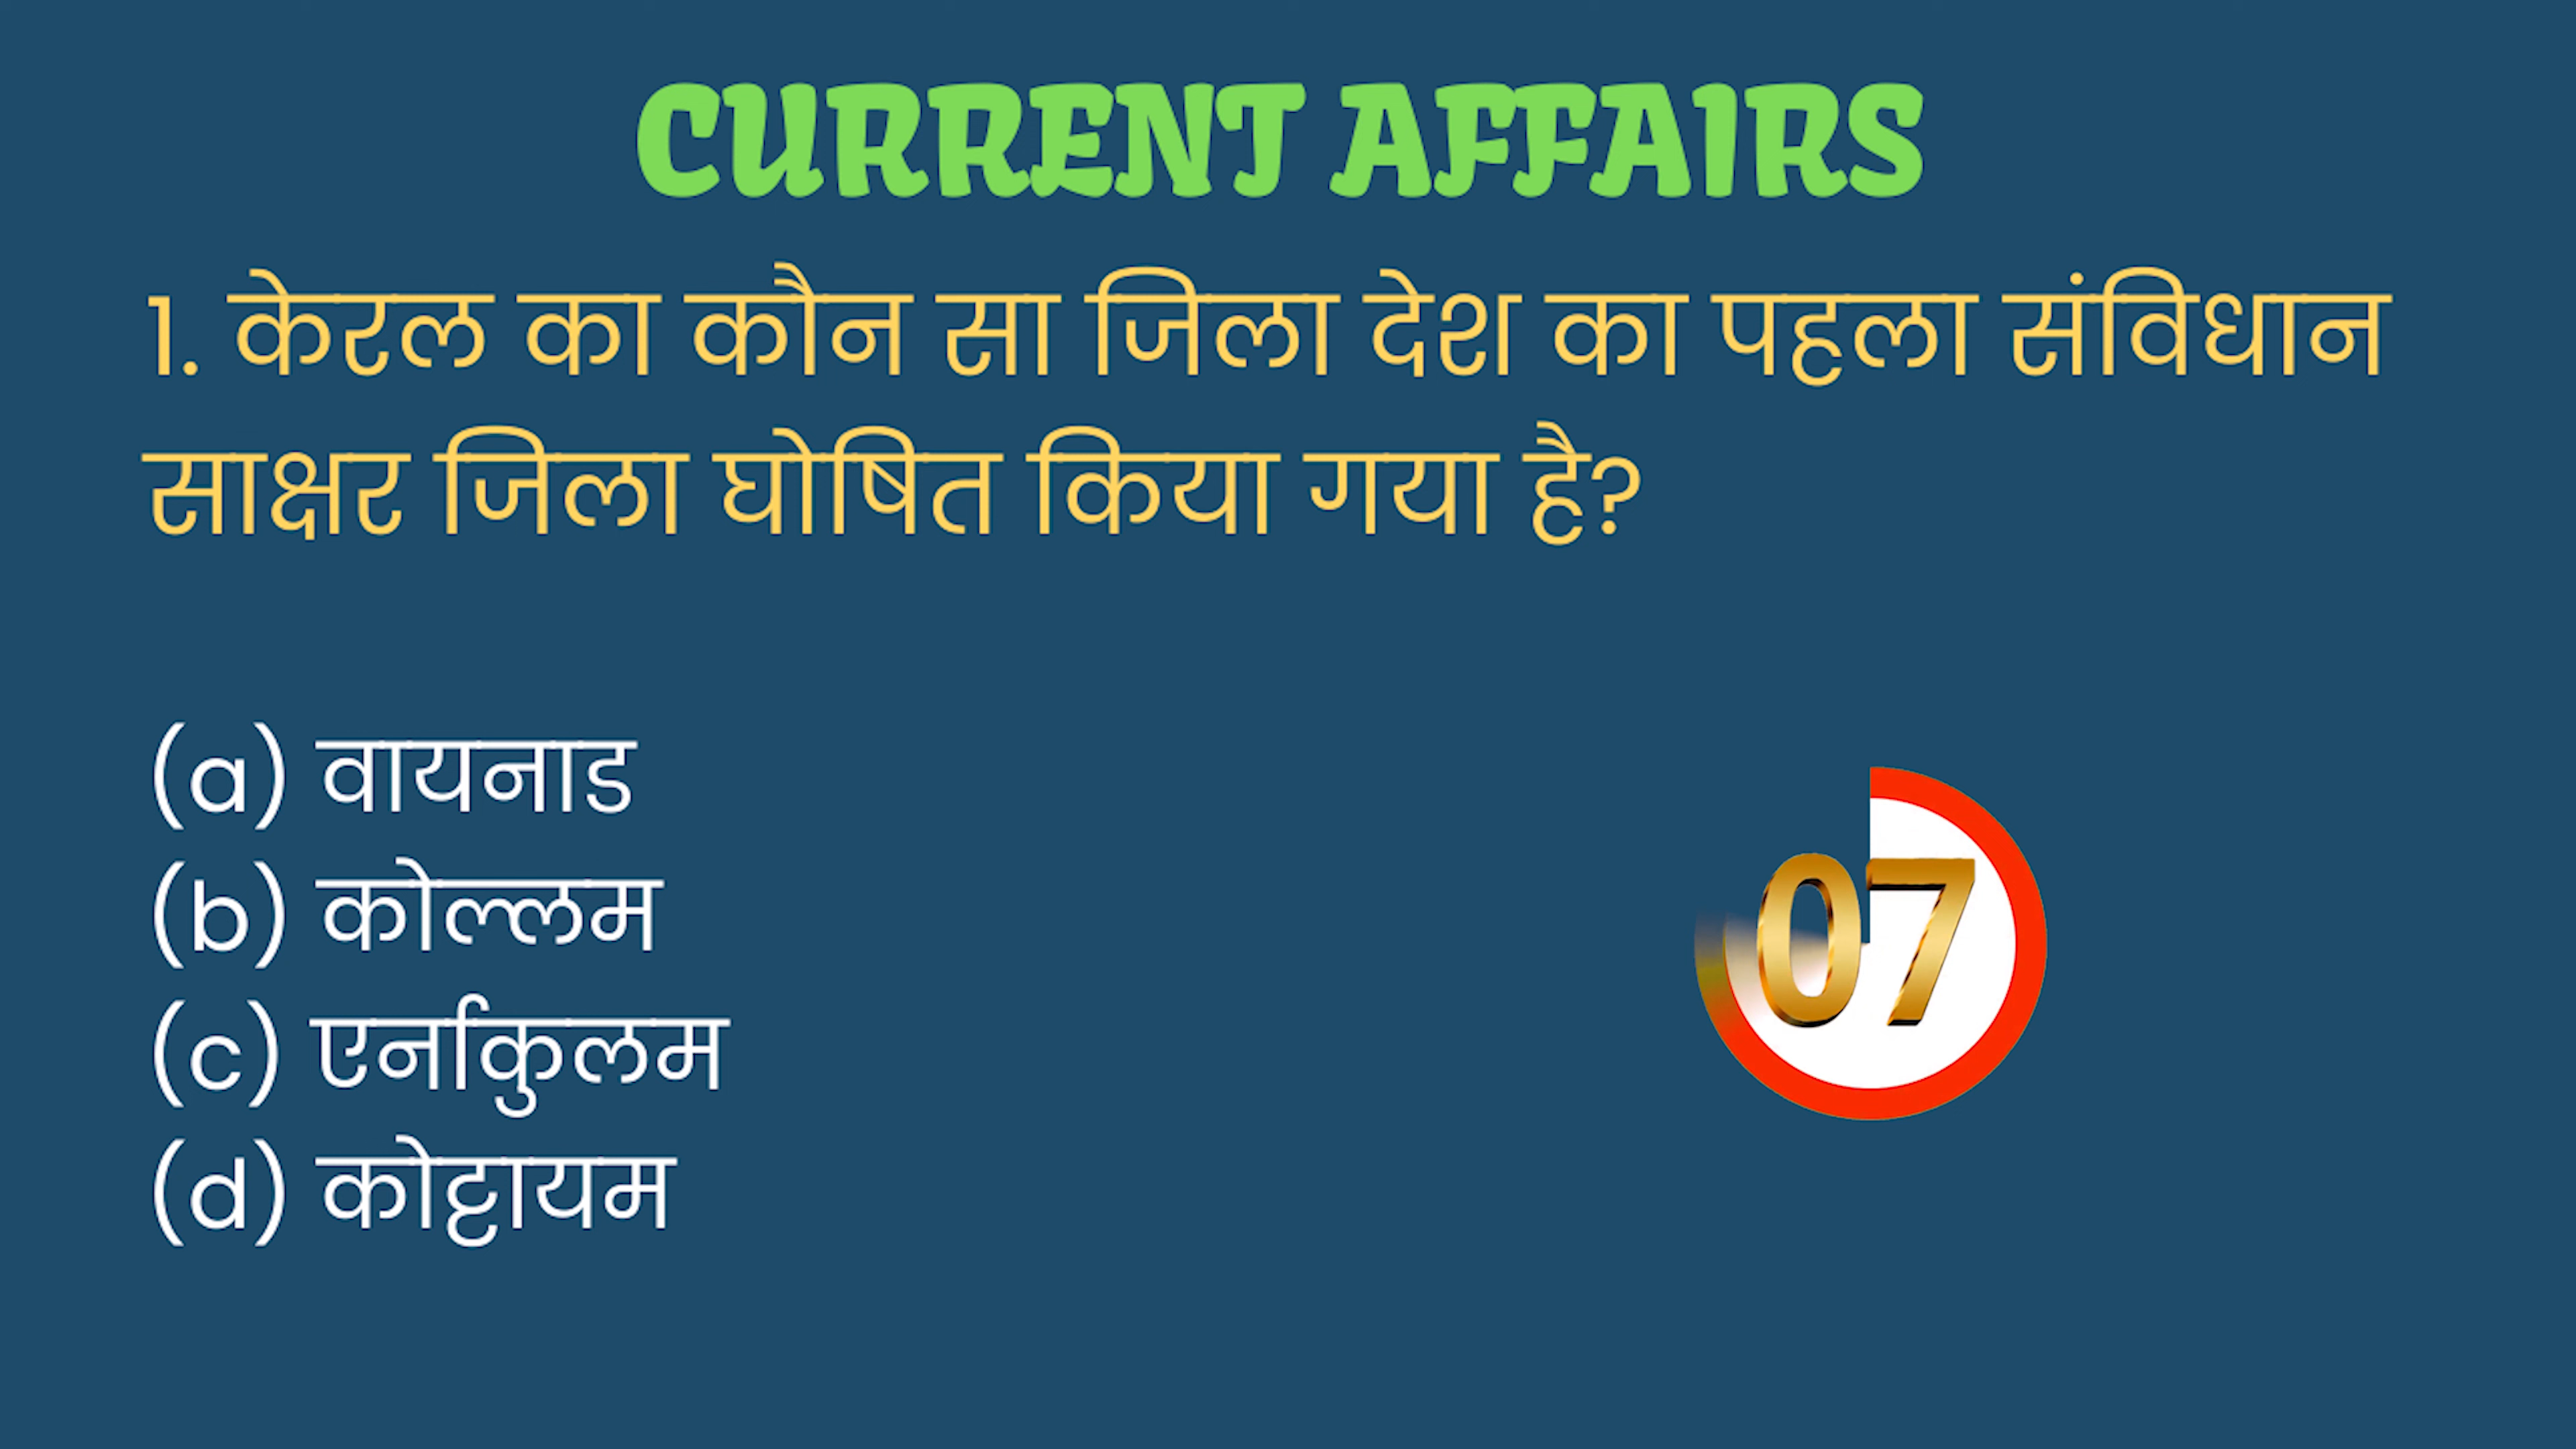 CURRENT AFFAIRS
1. केरल का कौन सा जिला देश का पहला संविधान
साक्षर जिला घोषित किया गया है?
(a) वायनाड
(b) कोल्लम
(c) एर्नाकुलम
(d) कोट्टायम
07